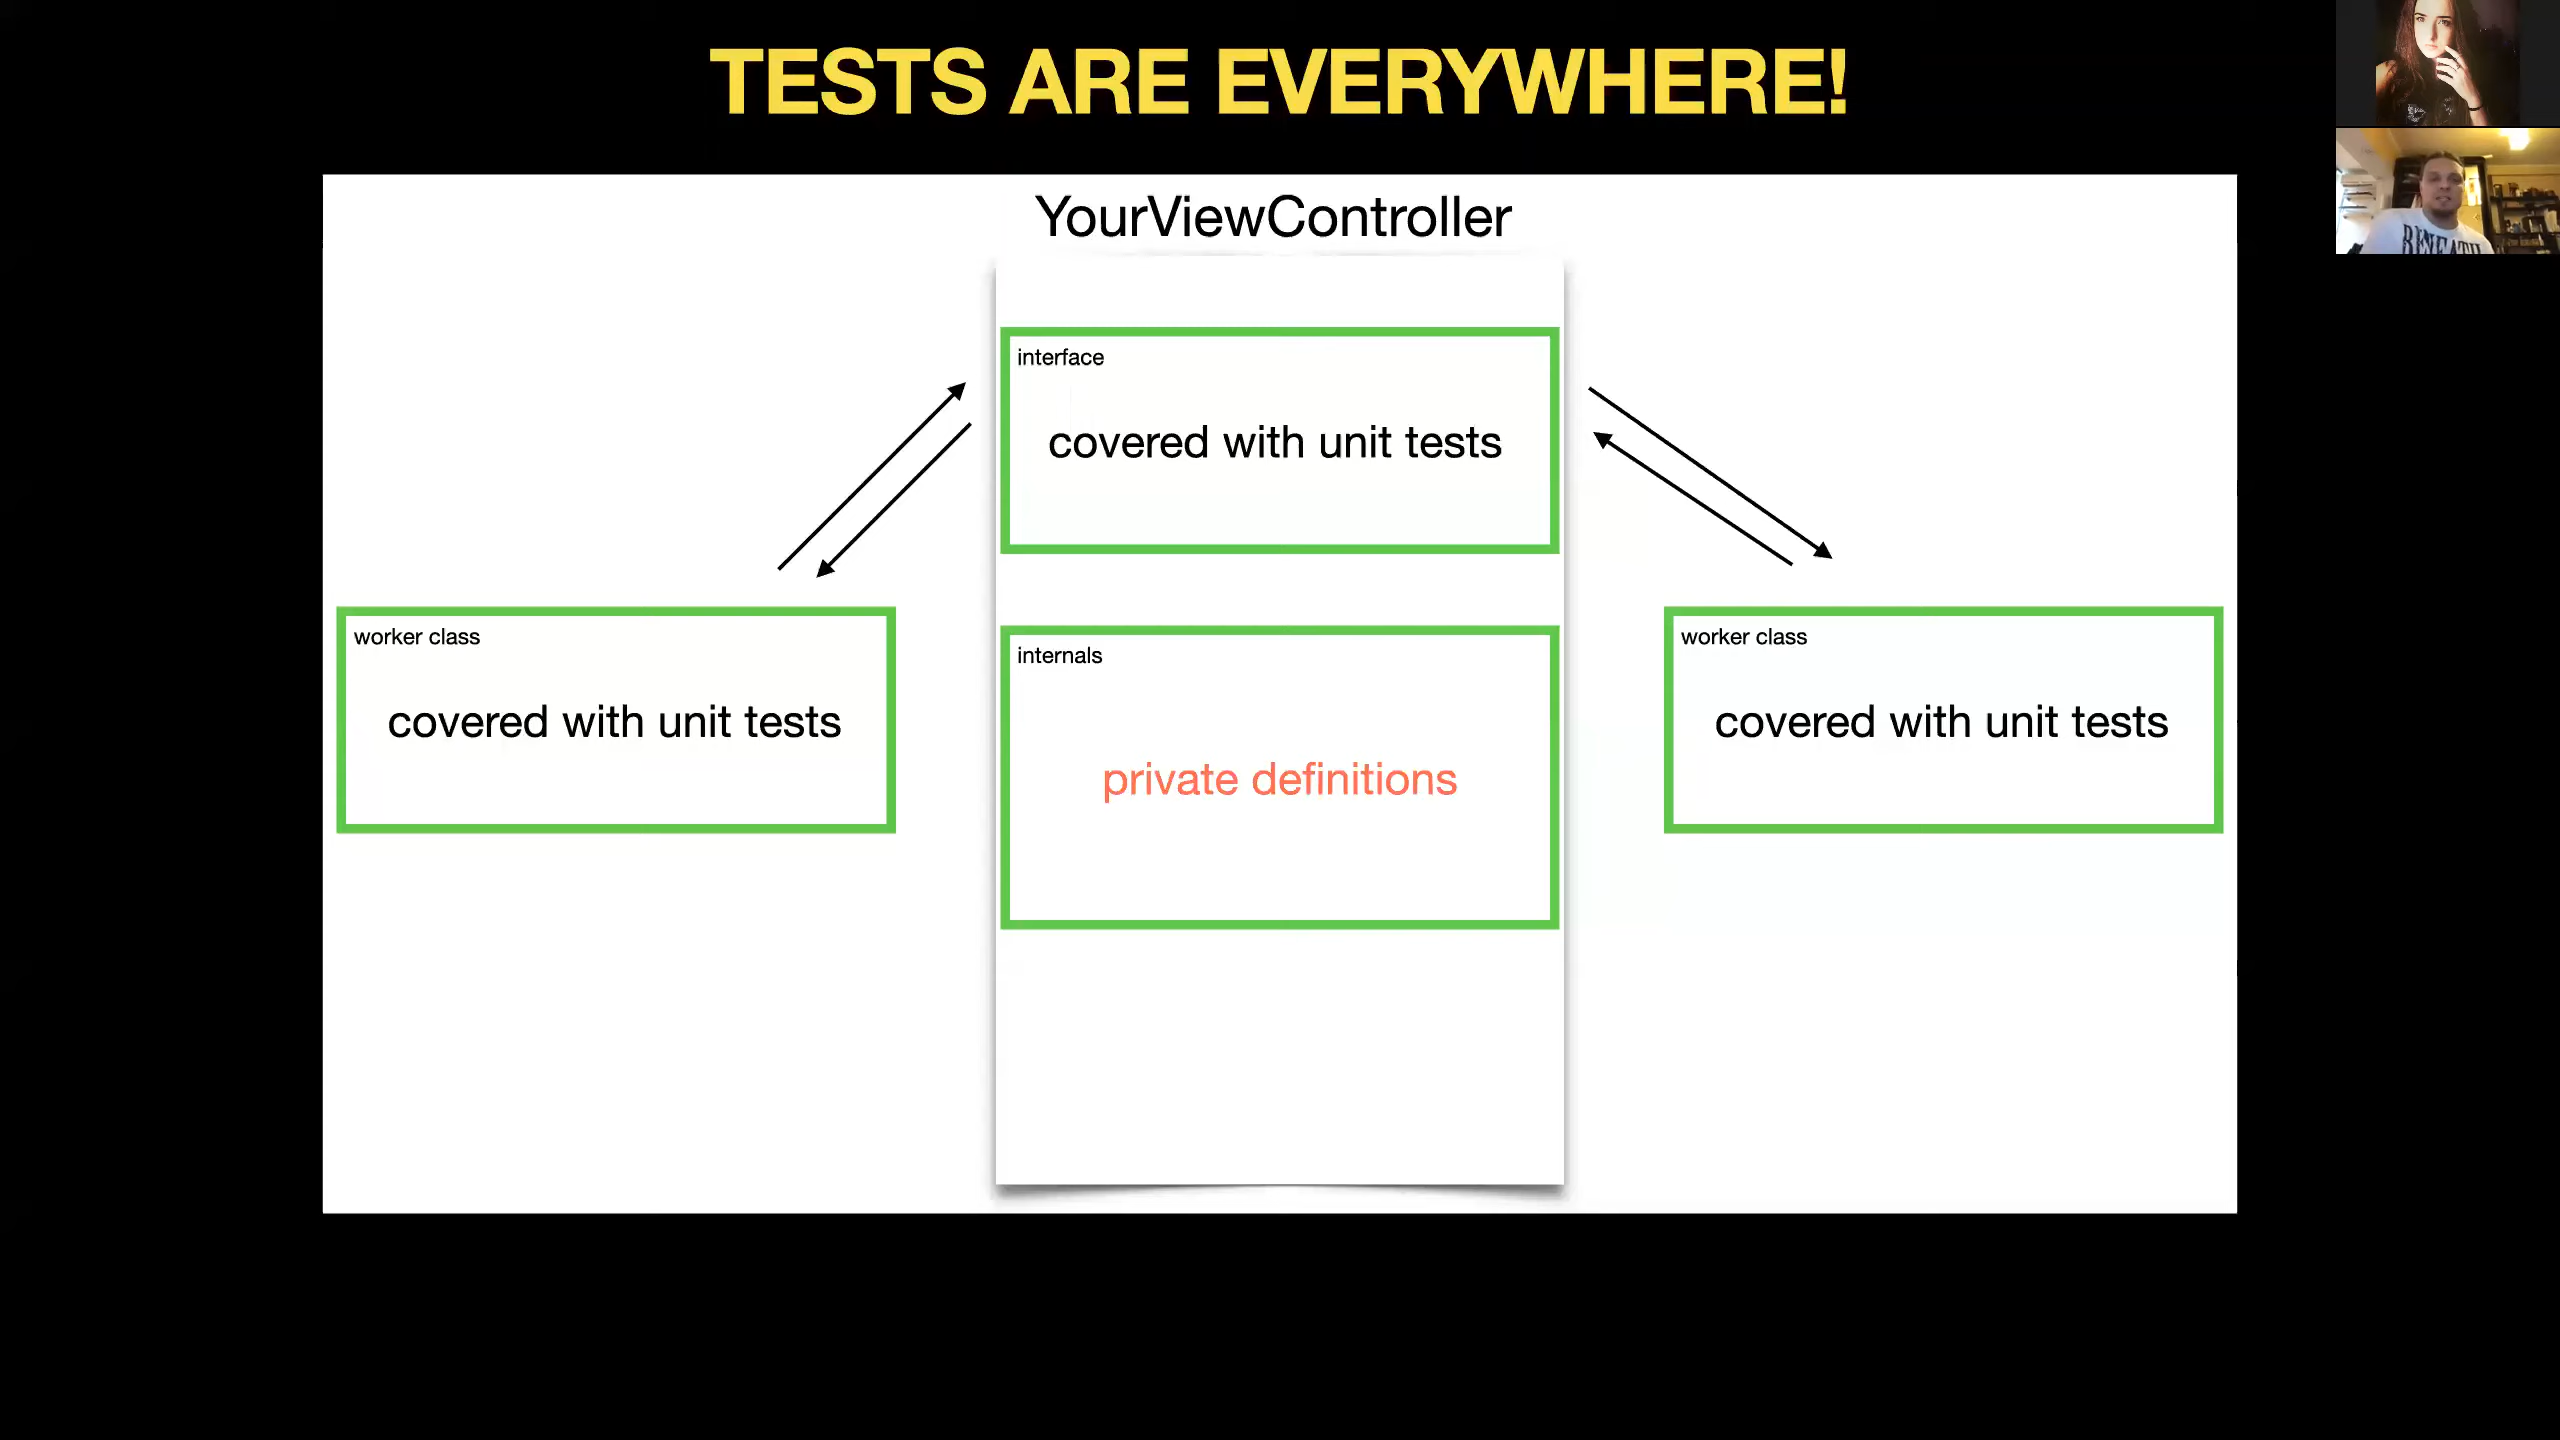 TESTS ARE EVERYWHERE!
YourViewController
interface
covered with unit tests
worker class
covered with unit tests
internals
private definitions
worker class
covered with unit tests
BENEATH